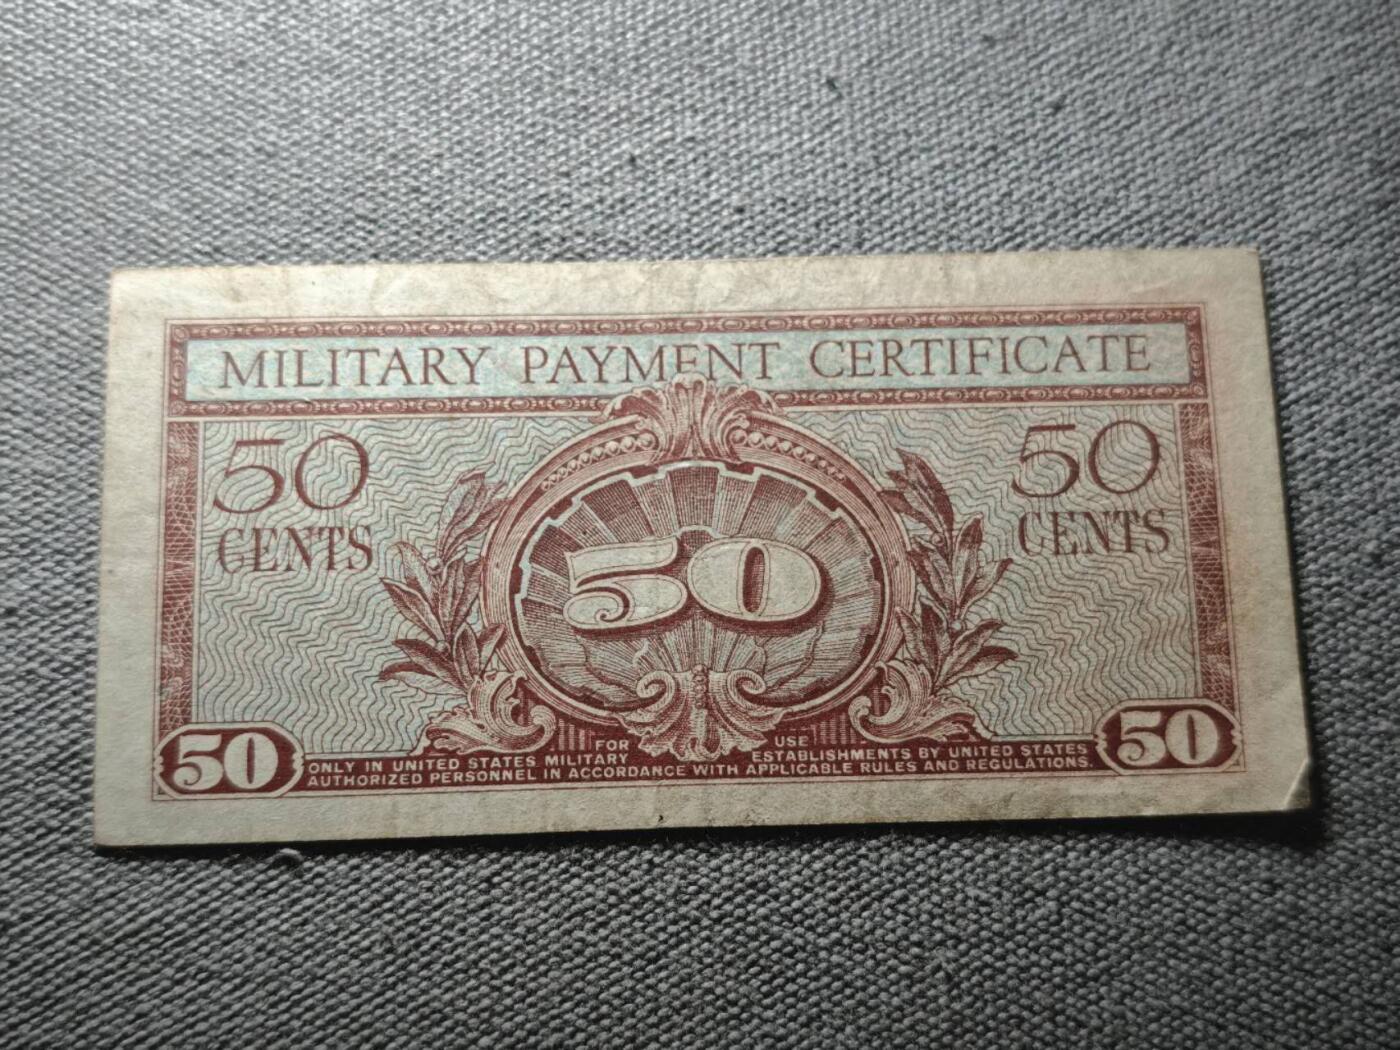 MILITARY PAYMENT CERTIFICATE
50 50
CENTS CENTS
50
50 50
FOR USE
ONLY IN UNITED STATES MILITARY ESTABLISHMENTS BY UNITED STATES
AUTHORIZED PERSONNEL IN ACCORDANCE WITH APPLICABLE RULES AND REGULATIONS.